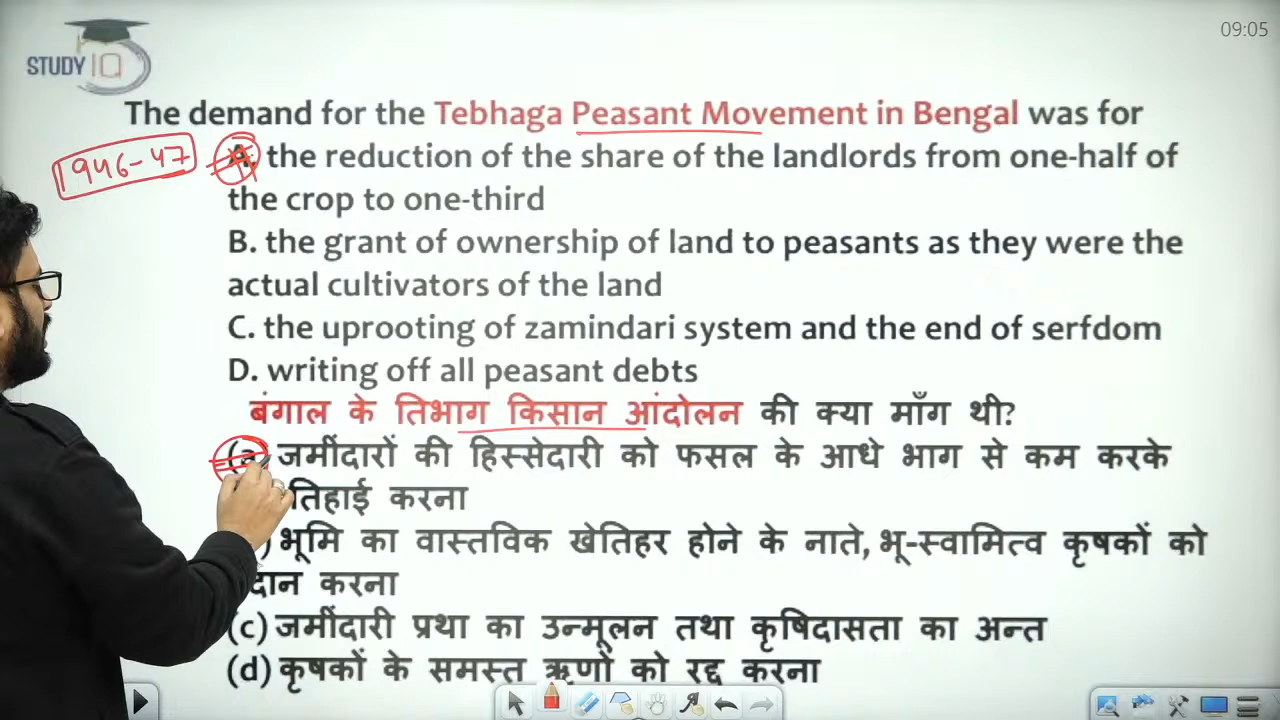 09:05
STUDY IQ
The demand for the Tebhaga Peasant Movement in Bengal was for
1946-47
A. the reduction of the share of the landlords from one-half of
the crop to one-third
B. the grant of ownership of land to peasants as they were the
actual cultivators of the land
C. the uprooting of zamindari system and the end of serfdom
D. writing off all peasant debts
बंगाल के तिभाग किसान आंदोलन की क्या माँग थी?
(a) जमींदारों की हिस्सेदारी को फसल के आधे भाग से कम करके
तिहाई करना
) भूमि का वास्तविक खेतिहर होने के नाते, भू-स्वामित्व कृषकों को
दान करना
(c) जमींदारी प्रथा का उन्मूलन तथा कृषिदासता का अन्त
(d) कृषकों के समस्त ऋणों को रद्द करना